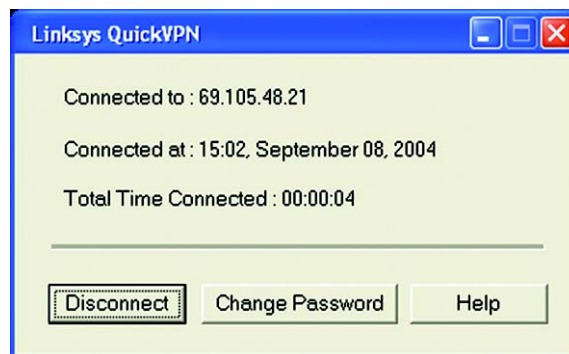 Linksys QuickVPN
Connected to : 69.105.48.21
Connected at : 15:02, September 08, 2004
Total Time Connected : 00:00:04
Disconnect Change Password Help